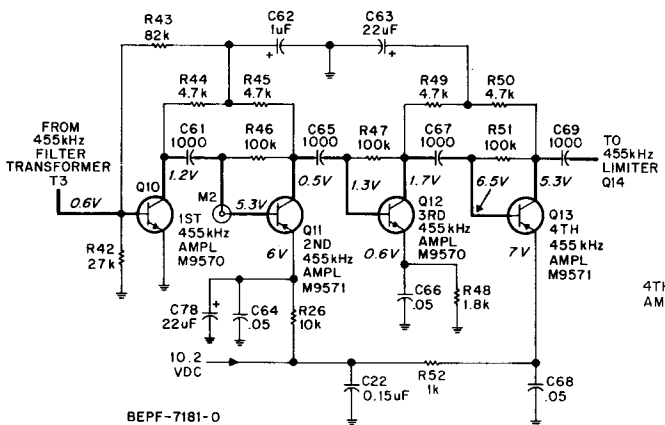 R43
82k
C62
1uF
+
C63
22uF
+
R44
4.7k
R45
4.7k
R49
4.7k
R50
4.7k
FROM
455kHz
FILTER
TRANSFORMER
T3
C61
1000
R46
100k
C65
1000
R47
100k
C67
1000
R51
100k
C69
1000
TO
455kHz
LIMITER
Q14
0.6V
Q10
1.2V
M2
5.3V
0.5V
1.3V
1.7V
6.5V
5.3V
1ST
455kHz
AMPL
M9570
Q11
2ND
455kHz
AMPL
M9571
6V
Q12
3RD
455kHz
AMPL
M9570
0.6V
Q13
4TH
455kHz
AMPL
M9571
7V
R42
27k
C78
22uF
+
C64
.05
R26
10k
C66
.05
R48
1.8k
4TH
AM
10.2
VDC
C22
0.15uF
R52
1k
C68
.05
BEPF-7181-0